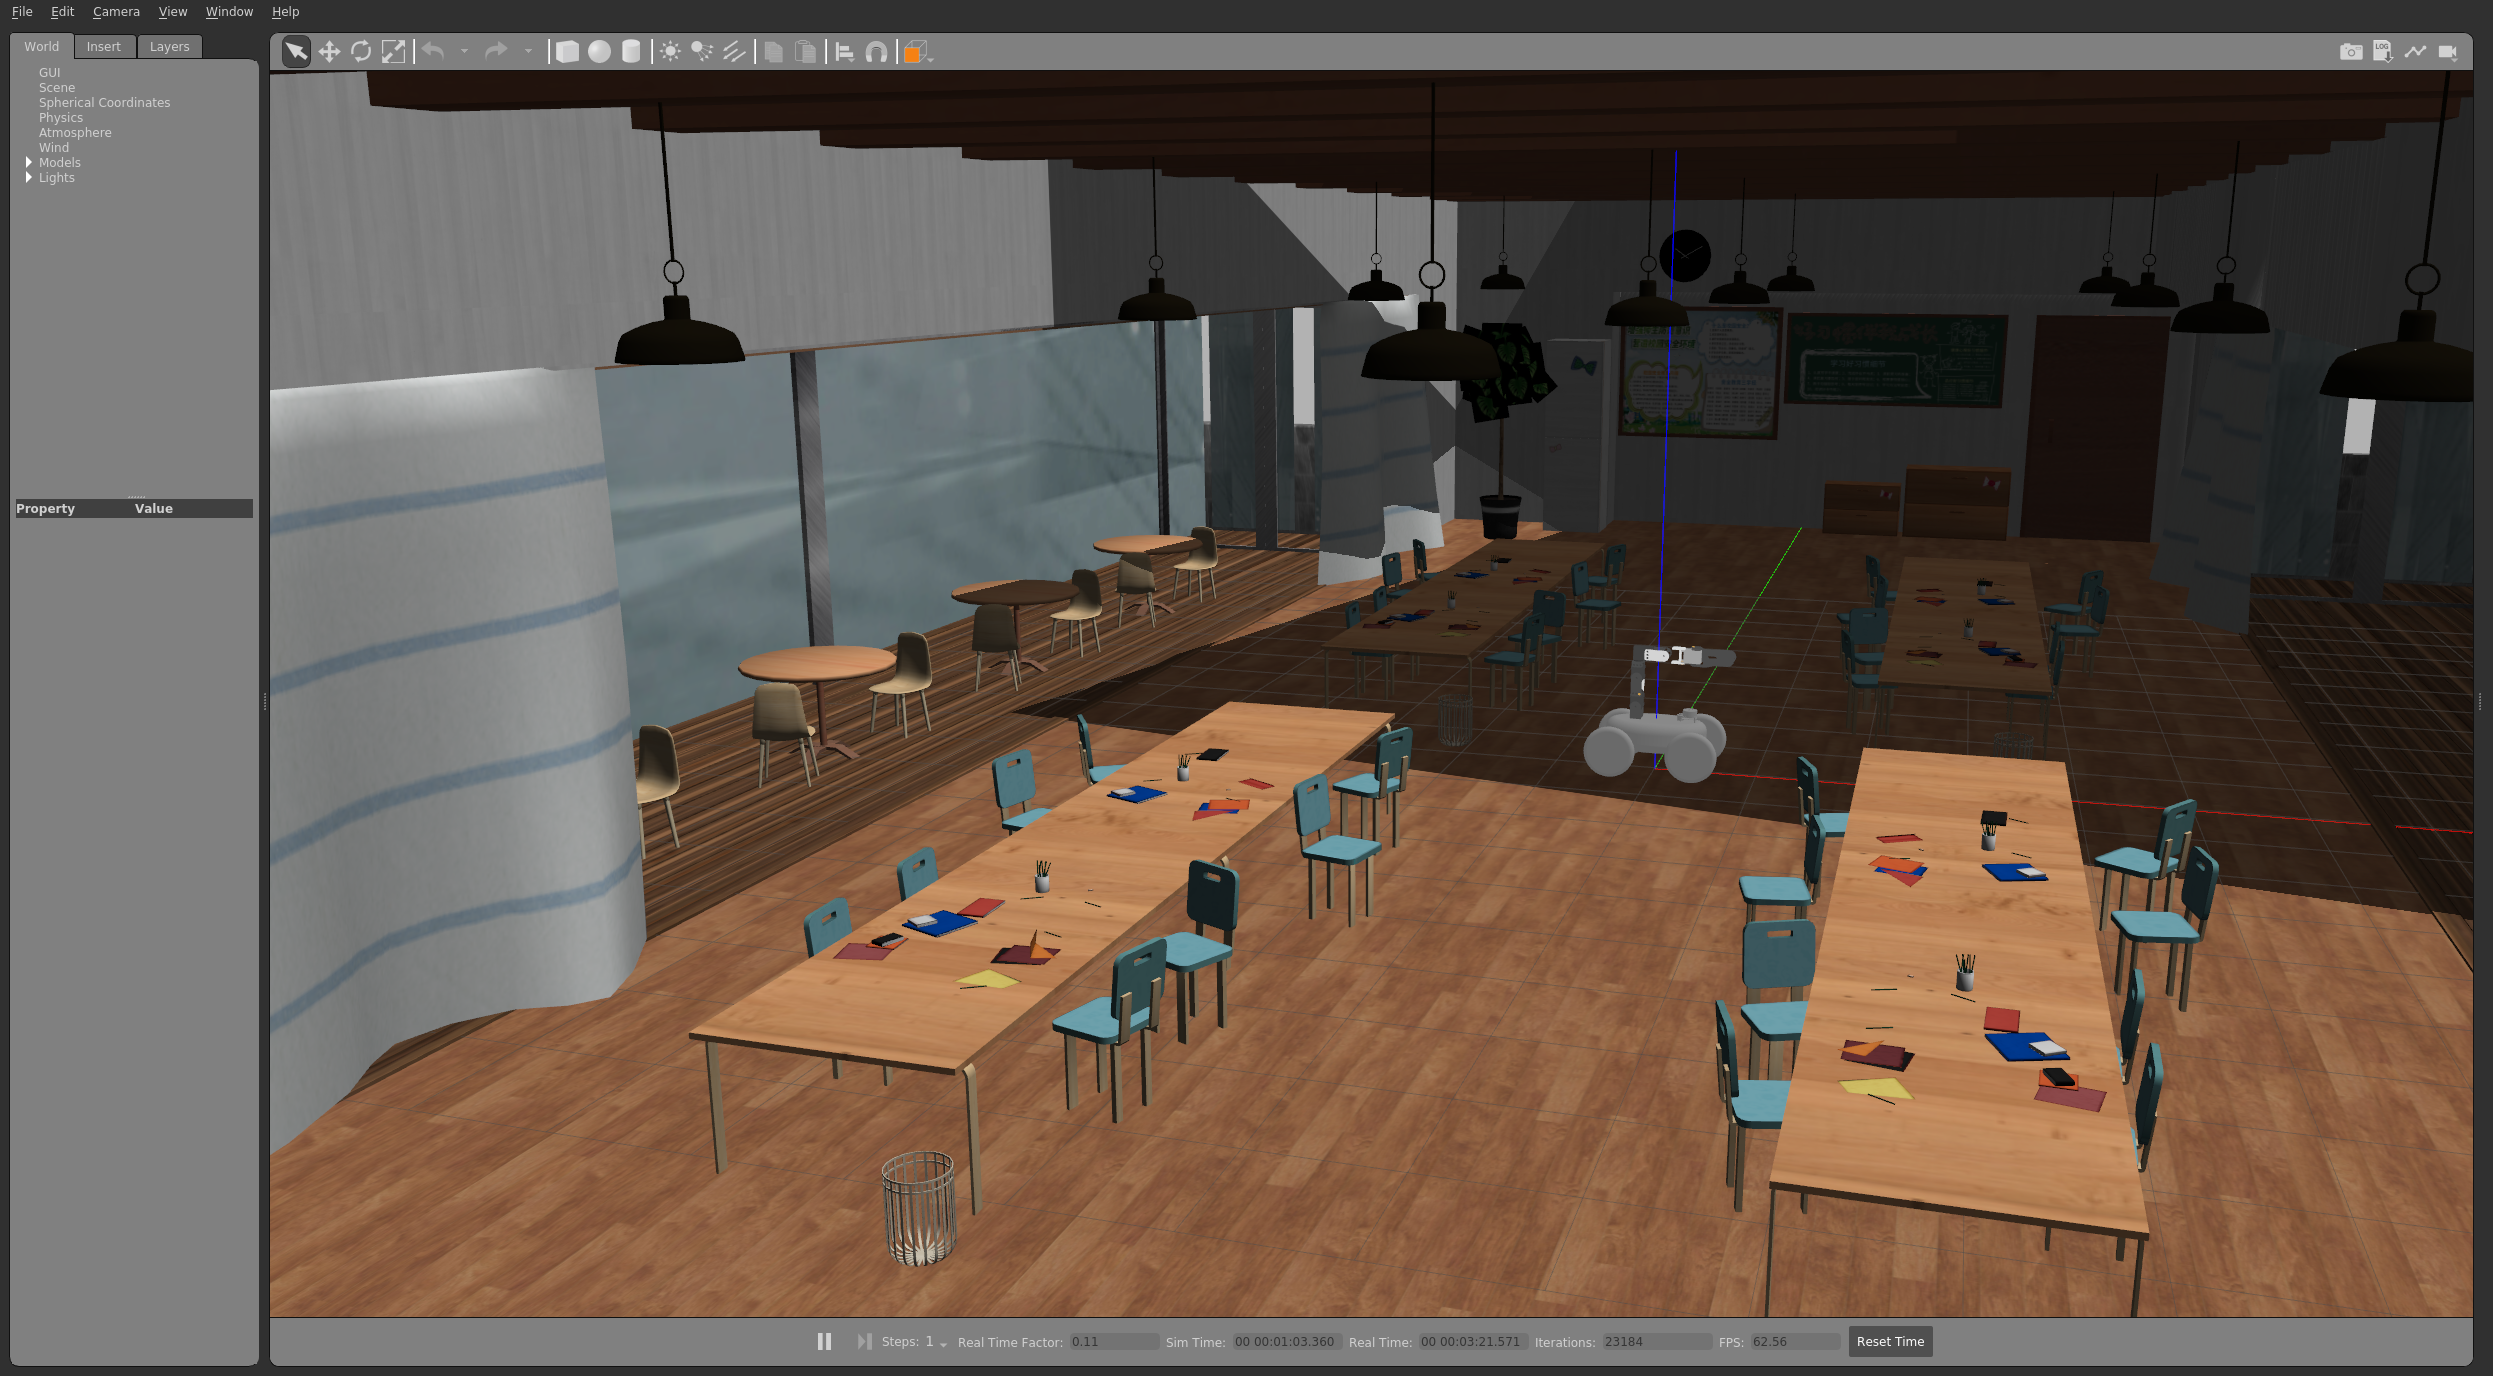 File Edit Camera View Window Help
World Insert Layers
GUI
Scene
Spherical Coordinates
Physics
Atmosphere
Wind
Models
Lights
Property Value
LOG
Steps: 1 Real Time Factor: 0.11 Sim Time: 00 00:01:03.360 Real Time: 00 00:03:21.571 Iterations: 23184 FPS: 62.56 Reset Time